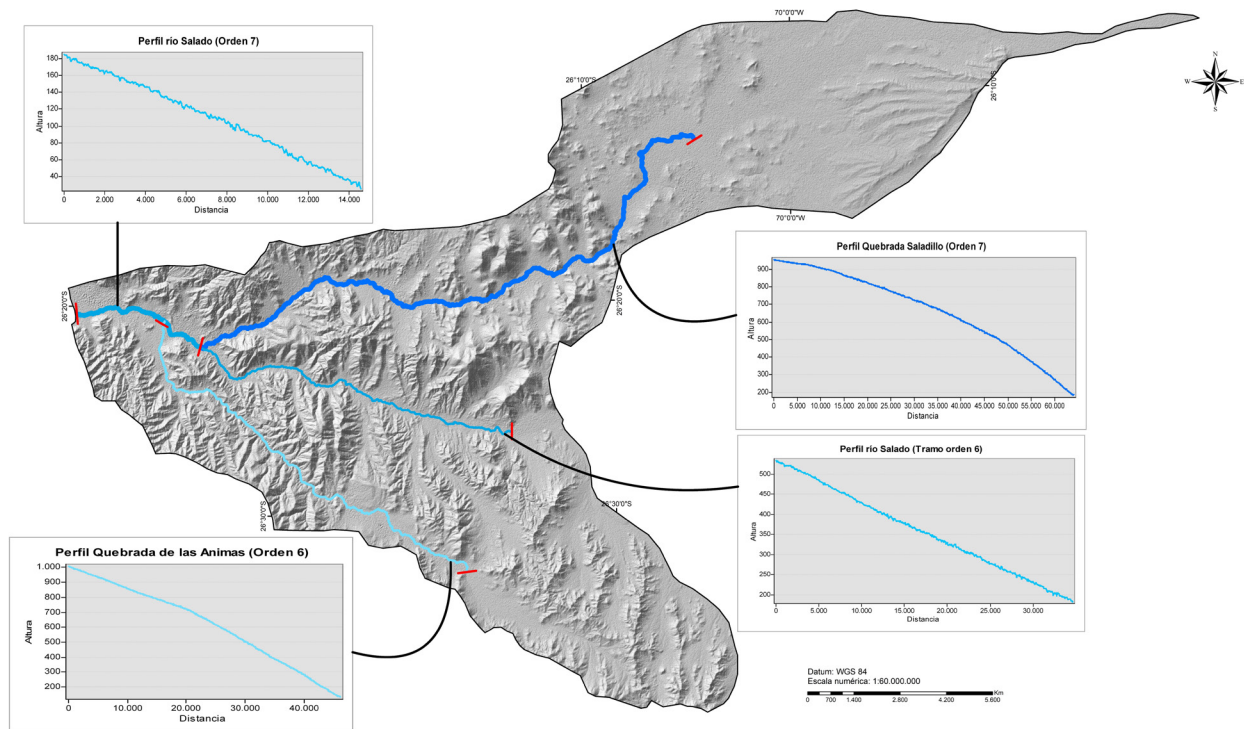 Perfil río Salado (Orden 7)
Altura
180
160
140
120
100
80
60
40
0 2.000 4.000 6.000 8.000 10.000 12.000 14.000
Distancia
70°0'0"W
26°10'0"S
26°10'0"S
N
W E
S
70°0'0"W
26°20'0"S
26°20'0"S
Perfil Quebrada Saladillo (Orden 7)
Altura
900
800
700
600
500
400
300
200
0 5.000 10.000 15.000 20.000 25.000 30.000 35.000 40.000 45.000 50.000 55.000 60.000
Distancia
Perfil río Salado (Tramo orden 6)
Altura
500
450
400
350
300
250
200
0 5.000 10.000 15.000 20.000 25.000 30.000
Distancia
26°30'0"S
26°30'0"S
Perfil Quebrada de las Animas (Orden 6)
Altura
1.000
900
800
700
600
500
400
300
200
0 10.000 20.000 30.000 40.000
Distancia
Datum: WGS 84
Escala numérica: 1:60.000.000
Km
0 700 1.400 2.800 4.200 5.600